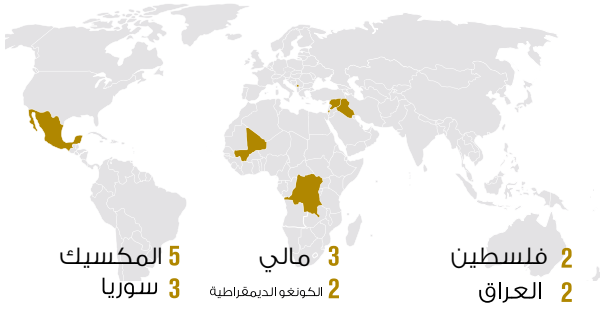 2 فلسطين
3 مالي
5 المكسيك
2 العراق
2 الكونغو الديمقراطية
3 سوريا